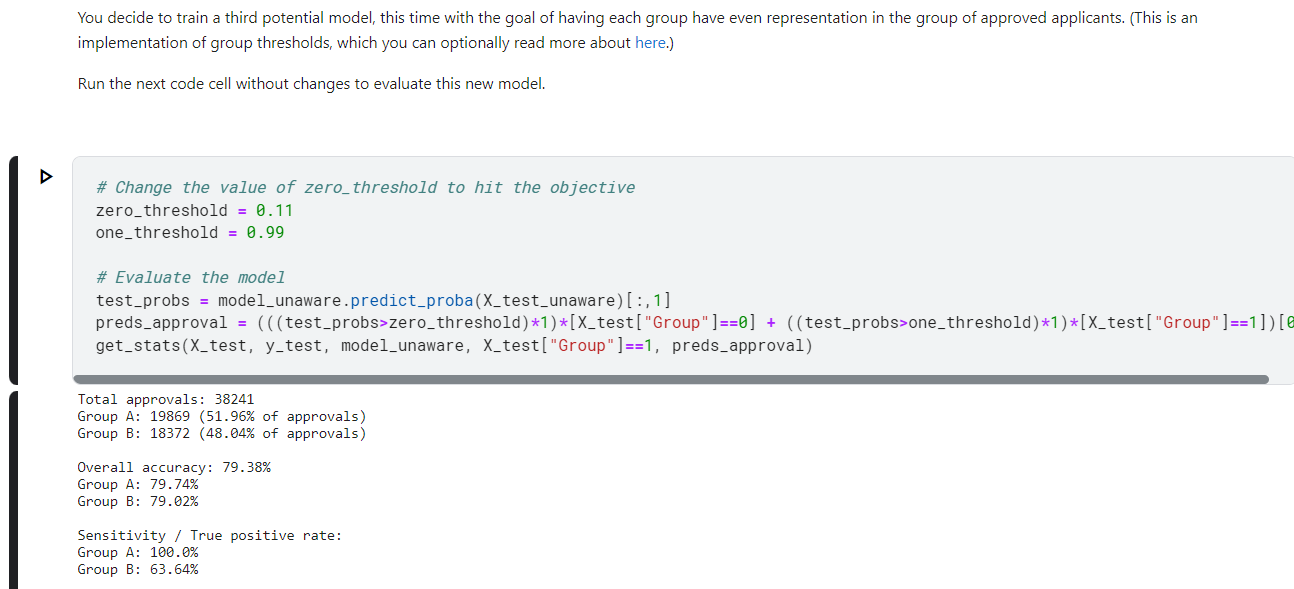 You decide to train a third potential model, this time with the goal of having each group have even representation in the group of approved applicants. (This is an
implementation of group thresholds, which you can optionally read more about here.)
Run the next code cell without changes to evaluate this new model.
# Change the value of zero_threshold to hit the objective
zero_threshold = 0.11
one_threshold = 0.99
# Evaluate the model
test_probs = model_unaware.predict_proba(X_test_unaware)[:,1]
preds_approval = (((test_probs>zero_threshold)*1)*[X_test["Group"]==0] + ((test_probs>one_threshold)*1)*[X_test["Group"]==1])[0
get_stats(X_test, y_test, model_unaware, X_test["Group"]==1, preds_approval)
Total approvals: 38241
Group A: 19869 (51.96% of approvals)
Group B: 18372 (48.04% of approvals)
Overall accuracy: 79.38%
Group A: 79.74%
Group B: 79.02%
Sensitivity / True positive rate:
Group A: 100.0%
Group B: 63.64%